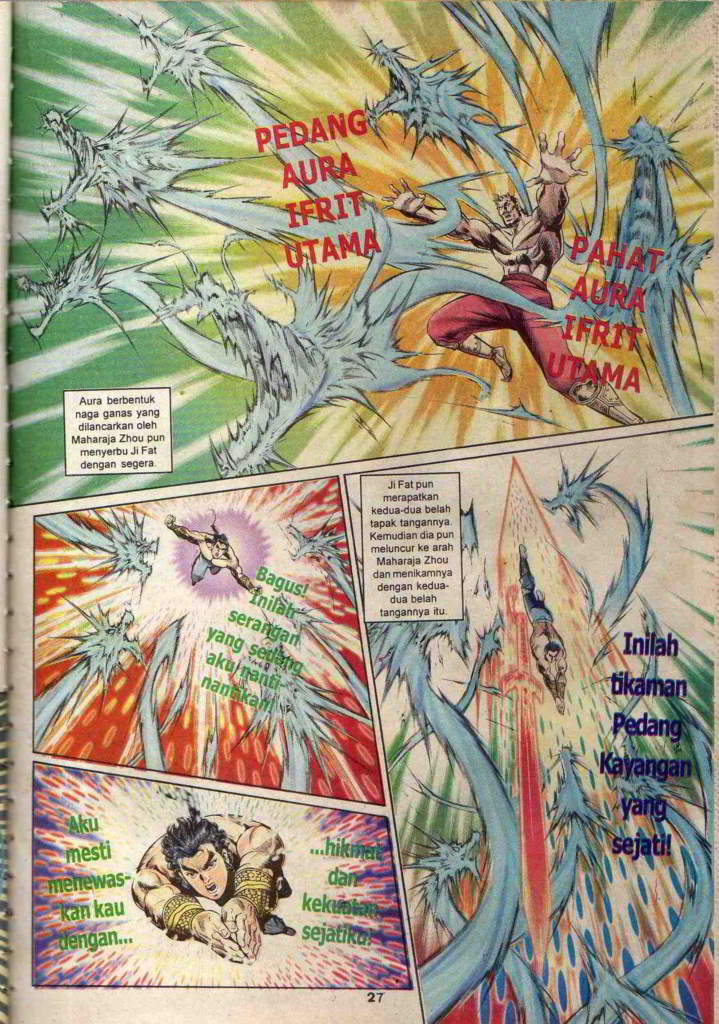 PEDANG
AURA
IFRIT
UTAMA
PAHAT
AURA
IFRIT
UTAMA
Aura berbentuk
naga ganas yang
dilancarkan oleh
Maharaja Zhou pun
menyerbu Ji Fat
dengan segera.
Bagus!
Inilah
serangan
yang sedang
aku nanti-
nantikan!
Ji Fat pun
merapatkan
kedua-dua belah
tapak tangannya.
Kemudian dia pun
meluncur ke arah
Maharaja Zhou
dan menikamnya
dengan kedua-
dua belah
tangannya itu.
Inilah
tikaman
Pedang
Kayangan
yang
sejati!
Aku
mesti
menewas-
kan kau
dengan...
...hikmat
dan
kekuatan
sejatiku!
27